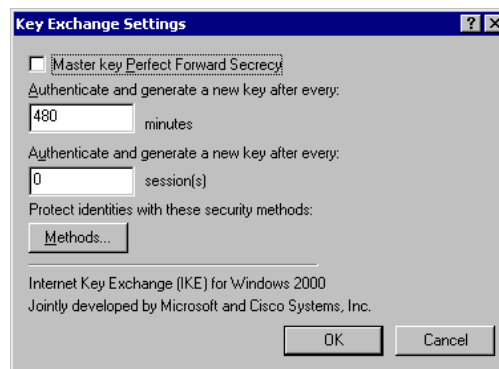 Key Exchange Settings
Master key Perfect Forward Secrecy
Authenticate and generate a new key after every:
480 minutes
Authenticate and generate a new key after every:
0 session(s)
Protect identities with these security methods:
Methods...
Internet Key Exchange (IKE) for Windows 2000
Jointly developed by Microsoft and Cisco Systems, Inc.
OK Cancel